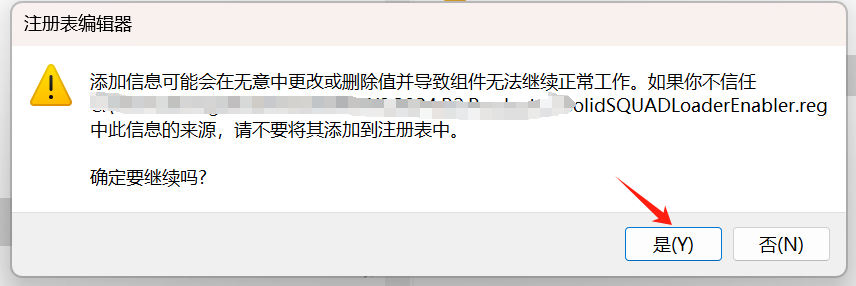 注册表编辑器
添加信息可能会在无意中更改或删除值并导致组件无法继续正常工作。如果你不信任
olidSQUADLoaderEnabler.reg
中此信息的来源，请不要将其添加到注册表中。
确定要继续吗?
是(Y)
否(N)